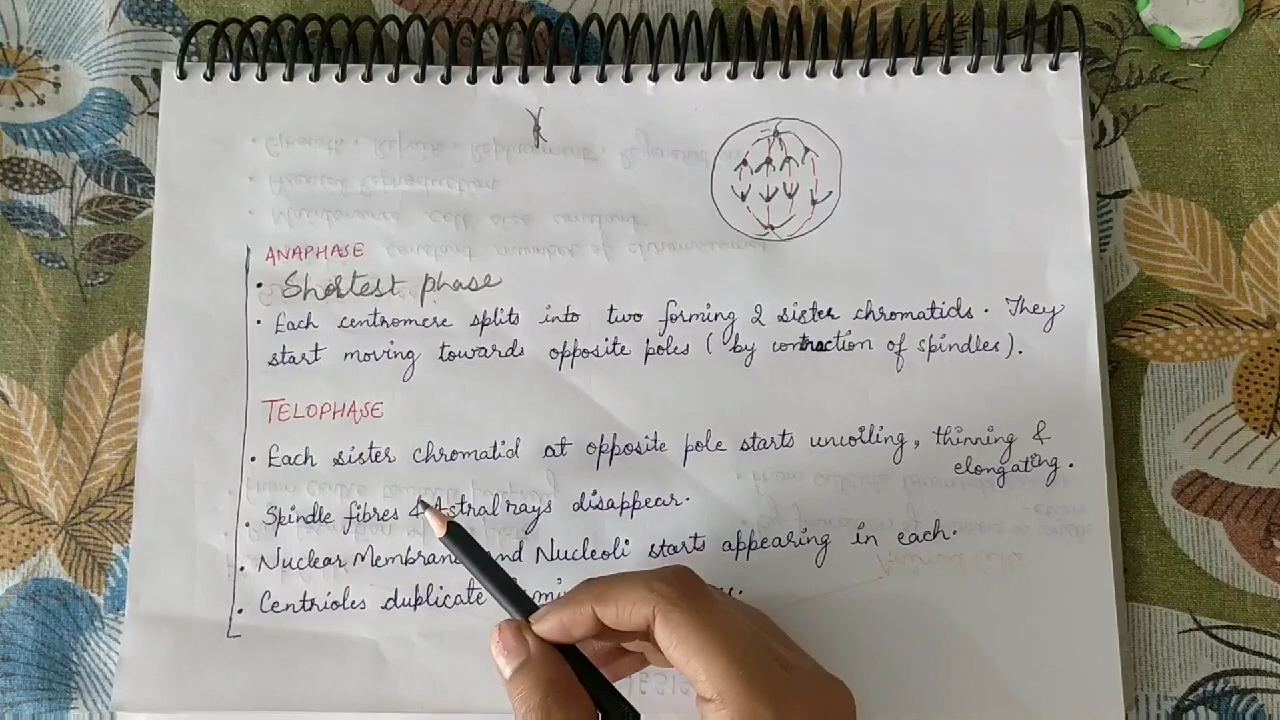 ANAPHASE
• Shortest phase
• Each centromere splits into two forming 2 sister chromatids. They
start moving towards opposite poles (by contraction of spindles).
TELOPHASE
• Each sister chromatid at opposite pole starts uncoiling, thinning &
elongating.
• Spindle fibres & Astral rays disappear.
• Nuclear Membrane and Nucleoli starts appearing in each.
• Centrioles duplicate